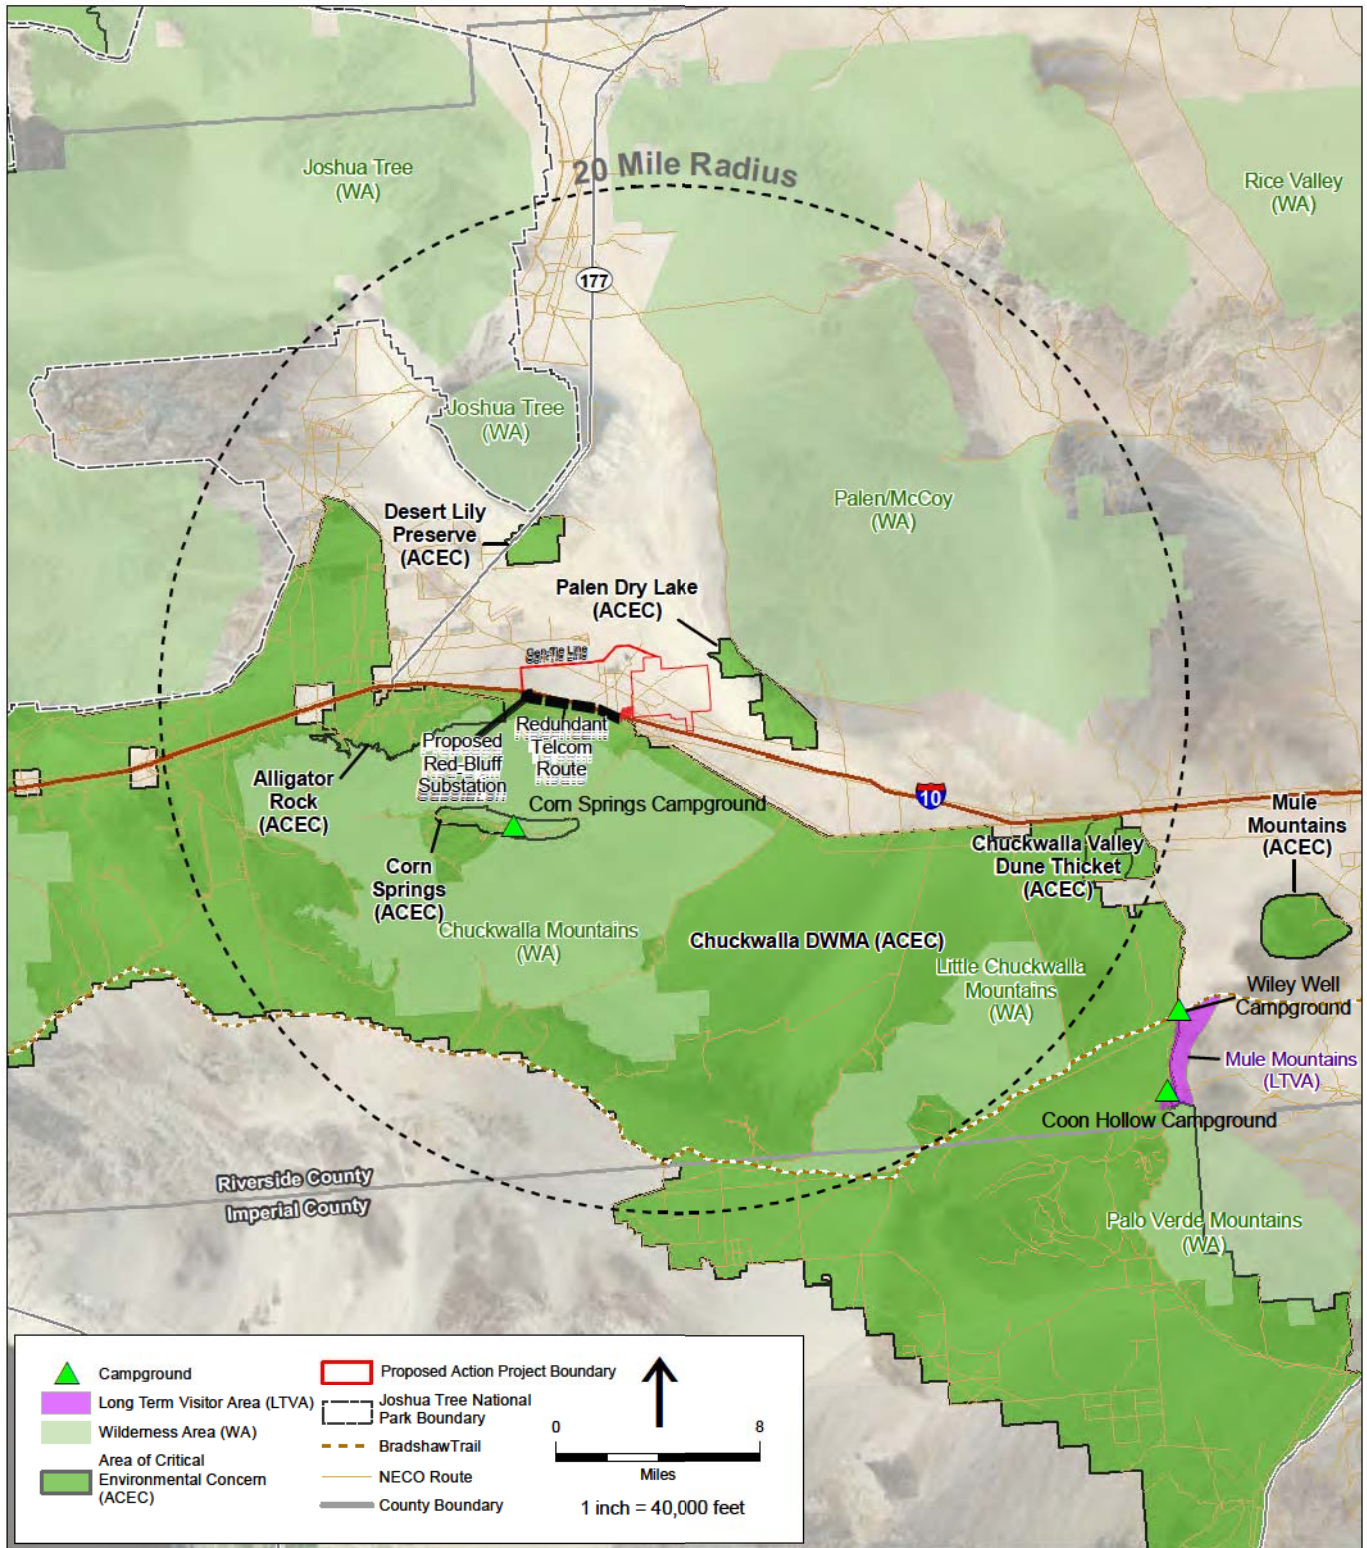 20 Mile Radius
Joshua Tree
(WA)
Rice Valley
(WA)
177
Joshua Tree
(WA)
Palen/McCoy
(WA)
Desert Lily
Preserve
(ACEC)
Palen Dry Lake
(ACEC)
Gen-tie Line
Proposed
Red-Bluff
Substation
Redundant
Telcom
Route
Alligator
Rock
(ACEC)
Corn Springs Campground
10
Mule
Mountains
(ACEC)
Chuckwalla Valley
Dune Thicket
(ACEC)
Corn
Springs
(ACEC)
Chuckwalla Mountains
(WA)
Chuckwalla DWMA (ACEC)
Little Chuckwalla
Mountains
(WA)
Wiley Well
Campground
Mule Mountains
(LTVA)
Coon Hollow Campground
Riverside County
Imperial County
Palo Verde Mountains
(WA)
Campground
Long Term Visitor Area (LTVA)
Wilderness Area (WA)
Area of Critical
Environmental Concern
(ACEC)
Proposed Action Project Boundary
Joshua Tree National
Park Boundary
BradshawTrail
NECO Route
County Boundary
0 8
Miles
1 inch = 40,000 feet